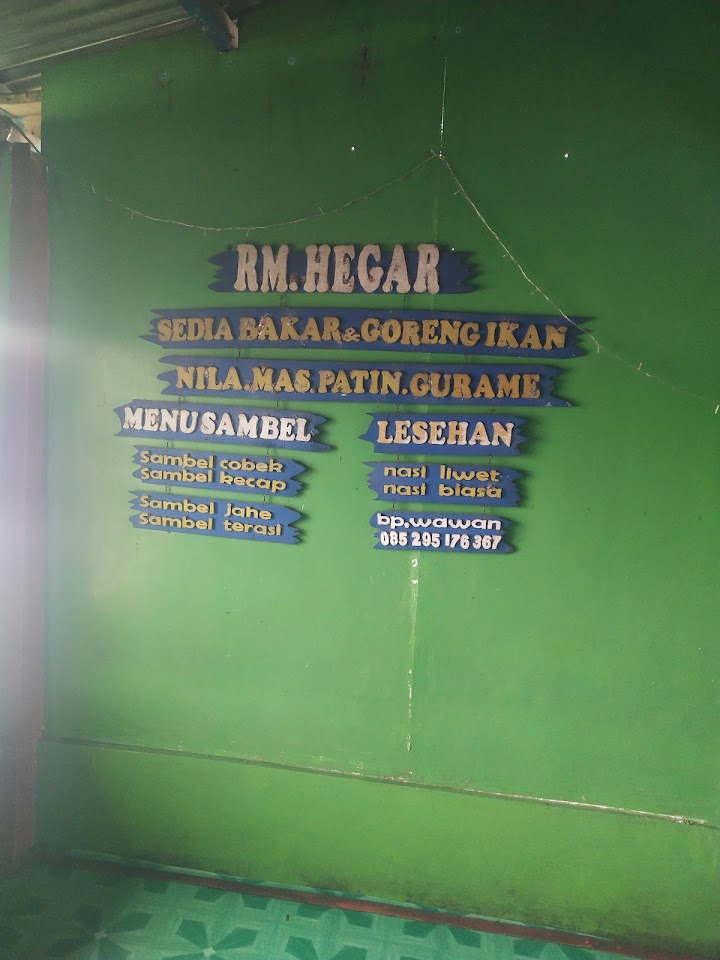 RM.HEGAR
SEDIA BAKAR & GORENG IKAN
NILA.MAS.PATIN.GURAME
MENU SAMBEL
Sambel cobek
Sambel kecap
Sambel jahe
Sambel terasi
LESEHAN
nasi liwet
nasi biasa
bp.wawan
085 295 176 367